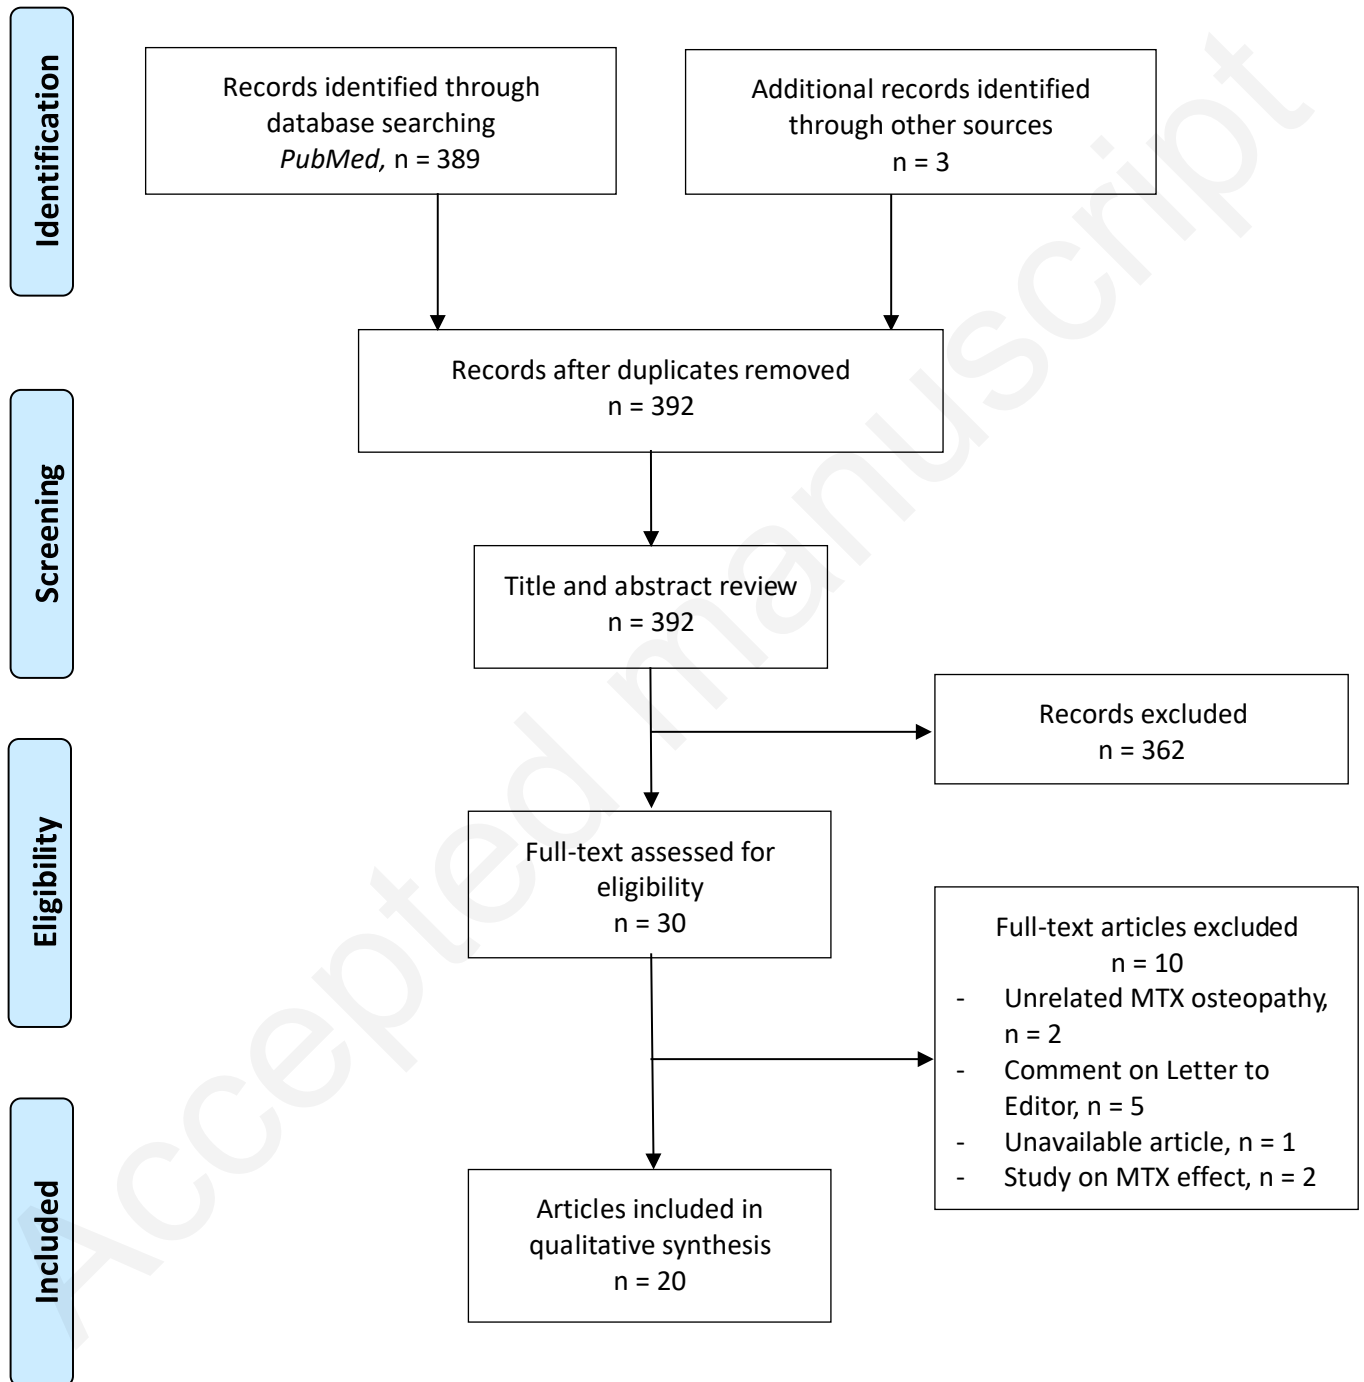 Identification
Records identified through
database searching
PubMed, n = 389
Additional records identified
through other sources
n = 3
Records after duplicates removed
n = 392
Screening
Title and abstract review
n = 392
Records excluded
n = 362
Eligibility
Full-text assessed for
eligibility
n = 30
Full-text articles excluded
n = 10
- Unrelated MTX osteopathy,
n = 2
- Comment on Letter to
Editor, n = 5
- Unavailable article, n = 1
- Study on MTX effect, n = 2
Included
Articles included in
qualitative synthesis
n = 20
Accepted manuscript